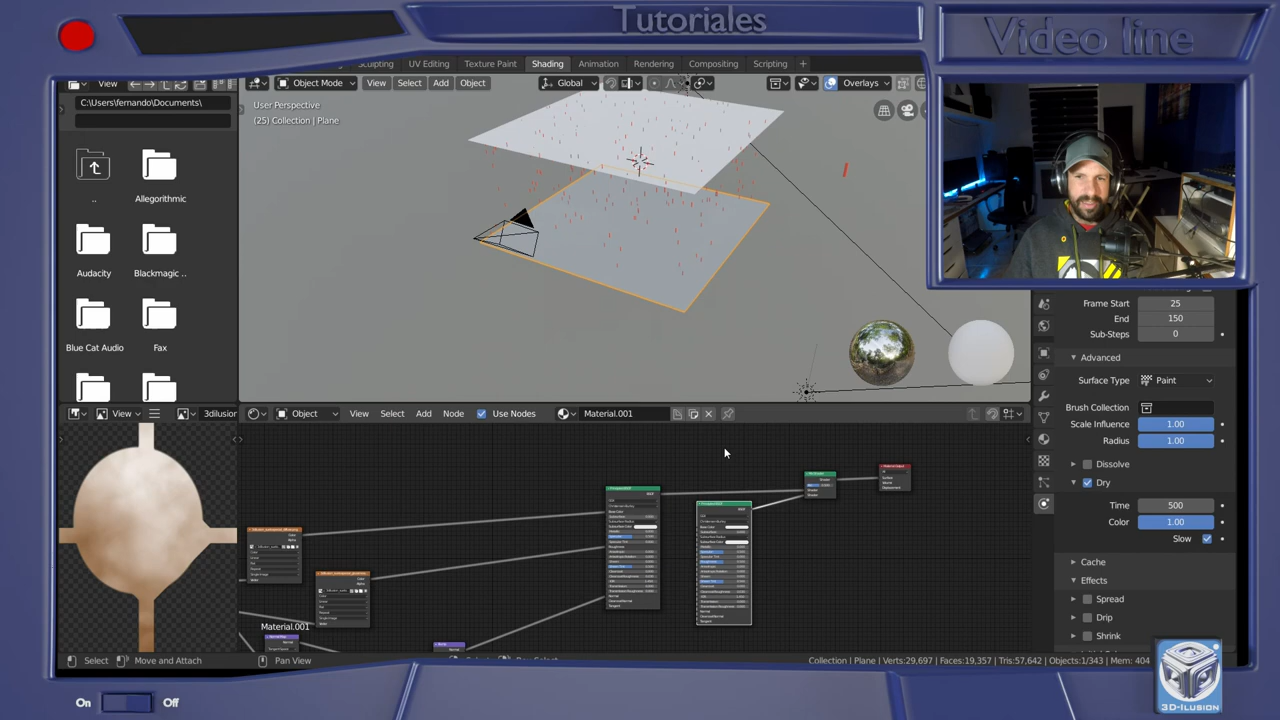 Tutoriales
Video line
Sculpting UV Editing Texture Paint Shading Animation Rendering Compositing Scripting +
View
Object Mode View Select Add Object
Global
Overlays
C:\Users\fernando\Documents\
User Perspective
(25) Collection | Plane
..
Allegorithmic
Audacity
Blackmagic ..
Blue Cat Audio
Fax
Frame Start 25
End 150
Sub-Steps 0
Advanced
Surface Type Paint
Brush Collection
Scale Influence 1.00
Radius 1.00
Dissolve
Dry
Time 500
Color 1.00
Slow
Cache
Effects
Spread
Drip
Shrink
View
3dilusion
Object View Select Add Node Use Nodes
Material.001
Material.001
Select
Move and Attach
Pan View
Collection | Plane | Verts:29,697 | Faces:19,357 | Tris:57,642 | Objects:1/343 | Mem: 404
On
Off
3D-ILUSION